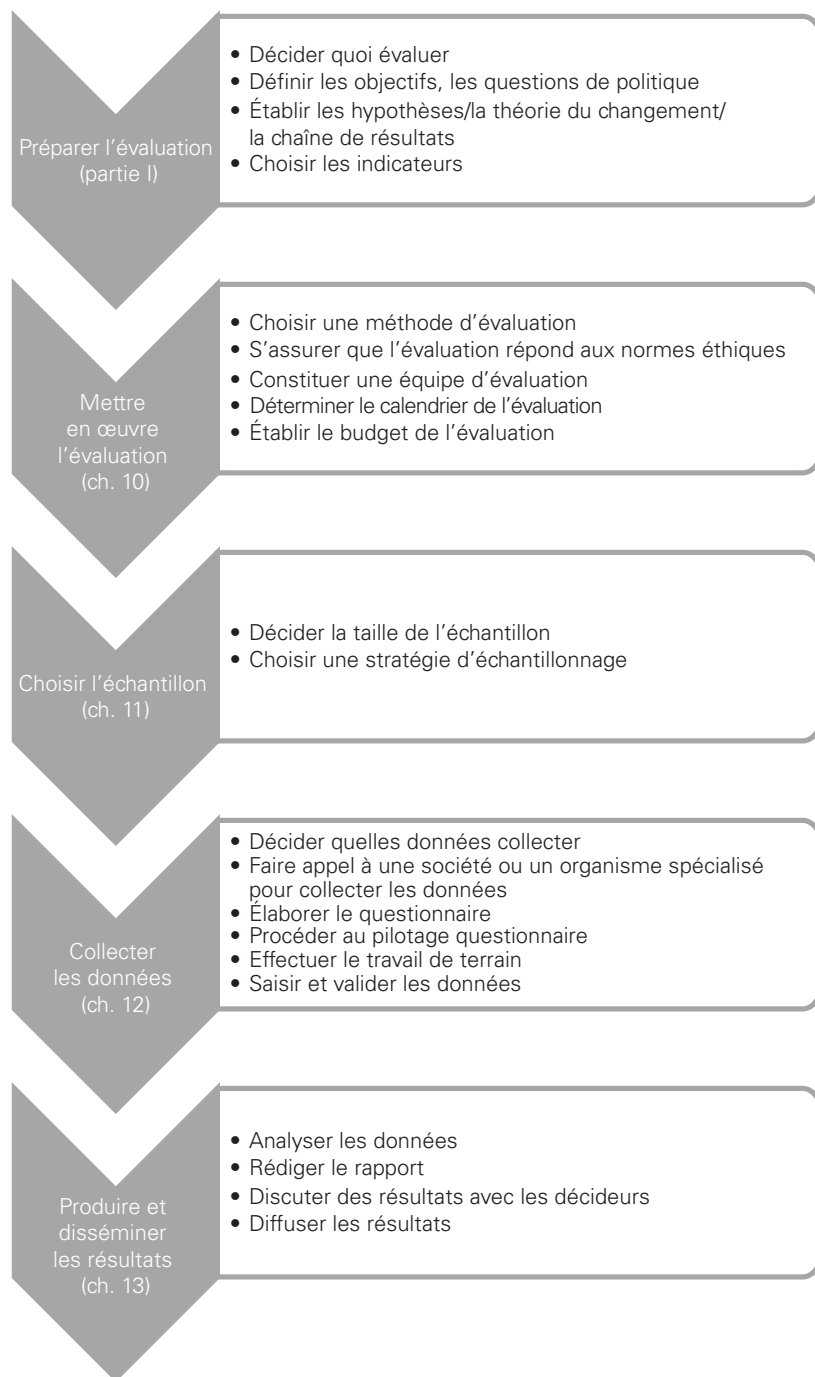 Préparer l'évaluation
(partie I)
• Décider quoi évaluer
• Définir les objectifs, les questions de politique
• Établir les hypothèses/la théorie du changement/
la chaîne de résultats
• Choisir les indicateurs
Mettre
en œuvre
l'évaluation
(ch. 10)
• Choisir une méthode d'évaluation
• S'assurer que l'évaluation répond aux normes éthiques
• Constituer une équipe d'évaluation
• Déterminer le calendrier de l'évaluation
• Établir le budget de l'évaluation
Choisir l'échantillon
(ch. 11)
• Décider la taille de l'échantillon
• Choisir une stratégie d'échantillonnage
Collecter
les données
(ch. 12)
• Décider quelles données collecter
• Faire appel à une société ou un organisme spécialisé
pour collecter les données
• Élaborer le questionnaire
• Procéder au pilotage questionnaire
• Effectuer le travail de terrain
• Saisir et valider les données
Produire et
disséminer
les résultats
(ch. 13)
• Analyser les données
• Rédiger le rapport
• Discuter des résultats avec les décideurs
• Diffuser les résultats